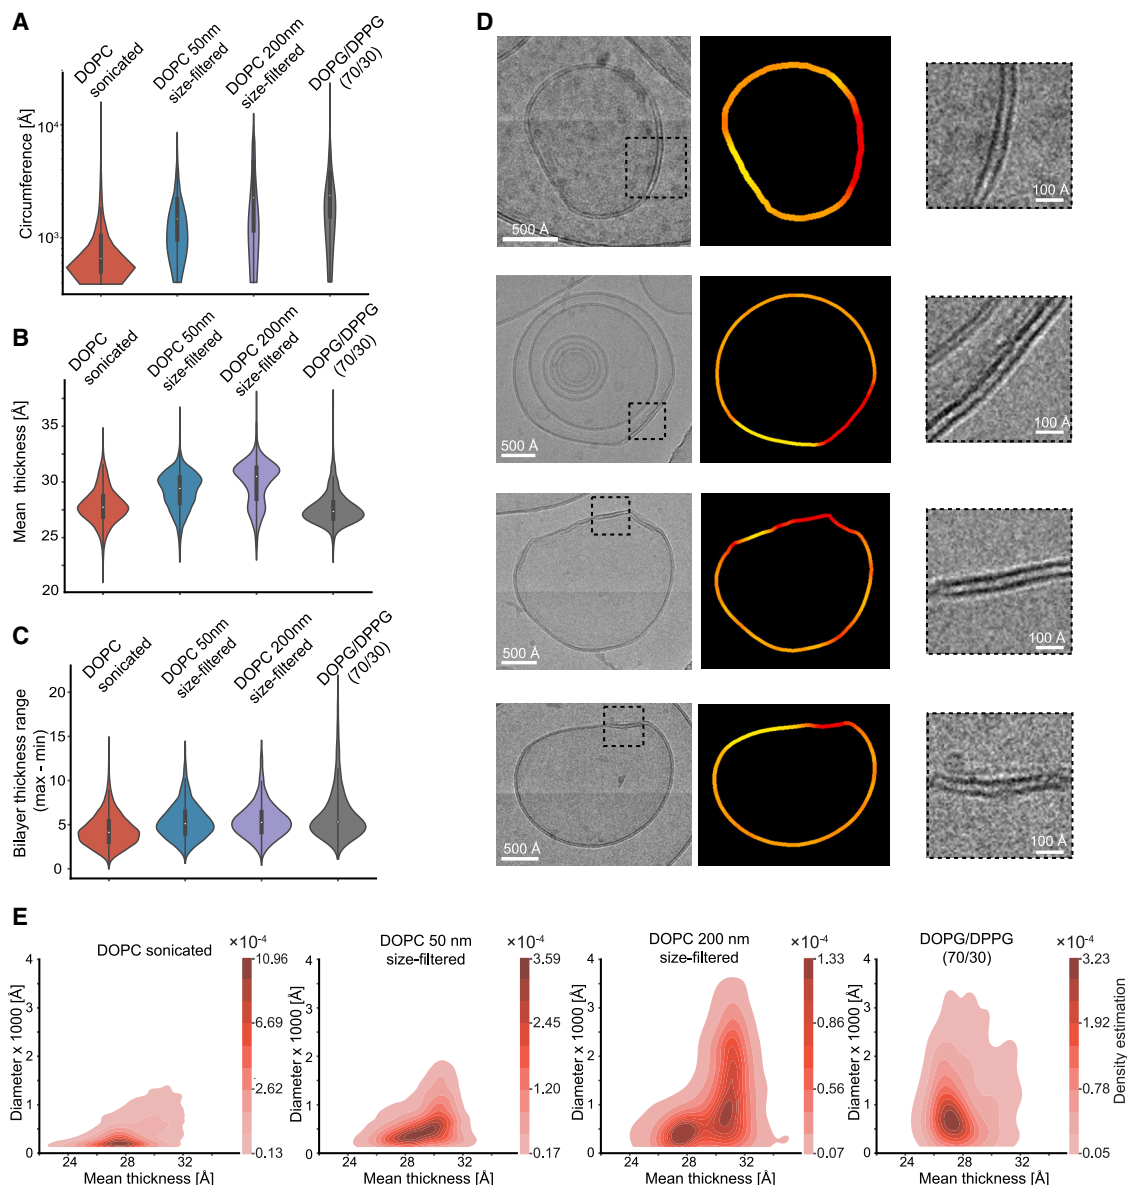 A
DOPC
sonicated
DOPC 50nm
size-filtered
DOPC 200nm
size-filtered
DOPG/DPPG
(70/30)
Circumference [Å]
10⁴
10³
B
DOPC
sonicated
DOPC 50nm
size-filtered
DOPC 200nm
size-filtered
DOPG/DPPG
(70/30)
Mean thickness [Å]
35
30
25
20
C
DOPC
sonicated
DOPC 50nm
size-filtered
DOPC 200nm
size-filtered
DOPG/DPPG
(70/30)
Bilayer thickness range
(max - min)
20
15
10
5
0
D
500 Å
100 Å
500 Å
100 Å
500 Å
100 Å
500 Å
100 Å
E
DOPC sonicated
×10⁻⁴
Diameter x 1000 [Å]
4
3
2
1
0
24
28
32
Mean thickness [Å]
10.96
6.69
2.62
0.13
DOPC 50 nm
size-filtered
×10⁻⁴
Diameter x 1000 [Å]
4
3
2
1
0
24
28
32
Mean thickness [Å]
3.59
2.45
1.20
0.17
DOPC 200 nm
size-filtered
×10⁻⁴
Diameter x 1000 [Å]
4
3
2
1
0
24
28
32
Mean thickness [Å]
1.33
0.86
0.56
0.07
DOPG/DPPG
(70/30)
×10⁻⁴
Diameter x 1000 [Å]
4
3
2
1
0
24
28
32
Mean thickness [Å]
3.23
1.92
0.78
0.05
Density estimation